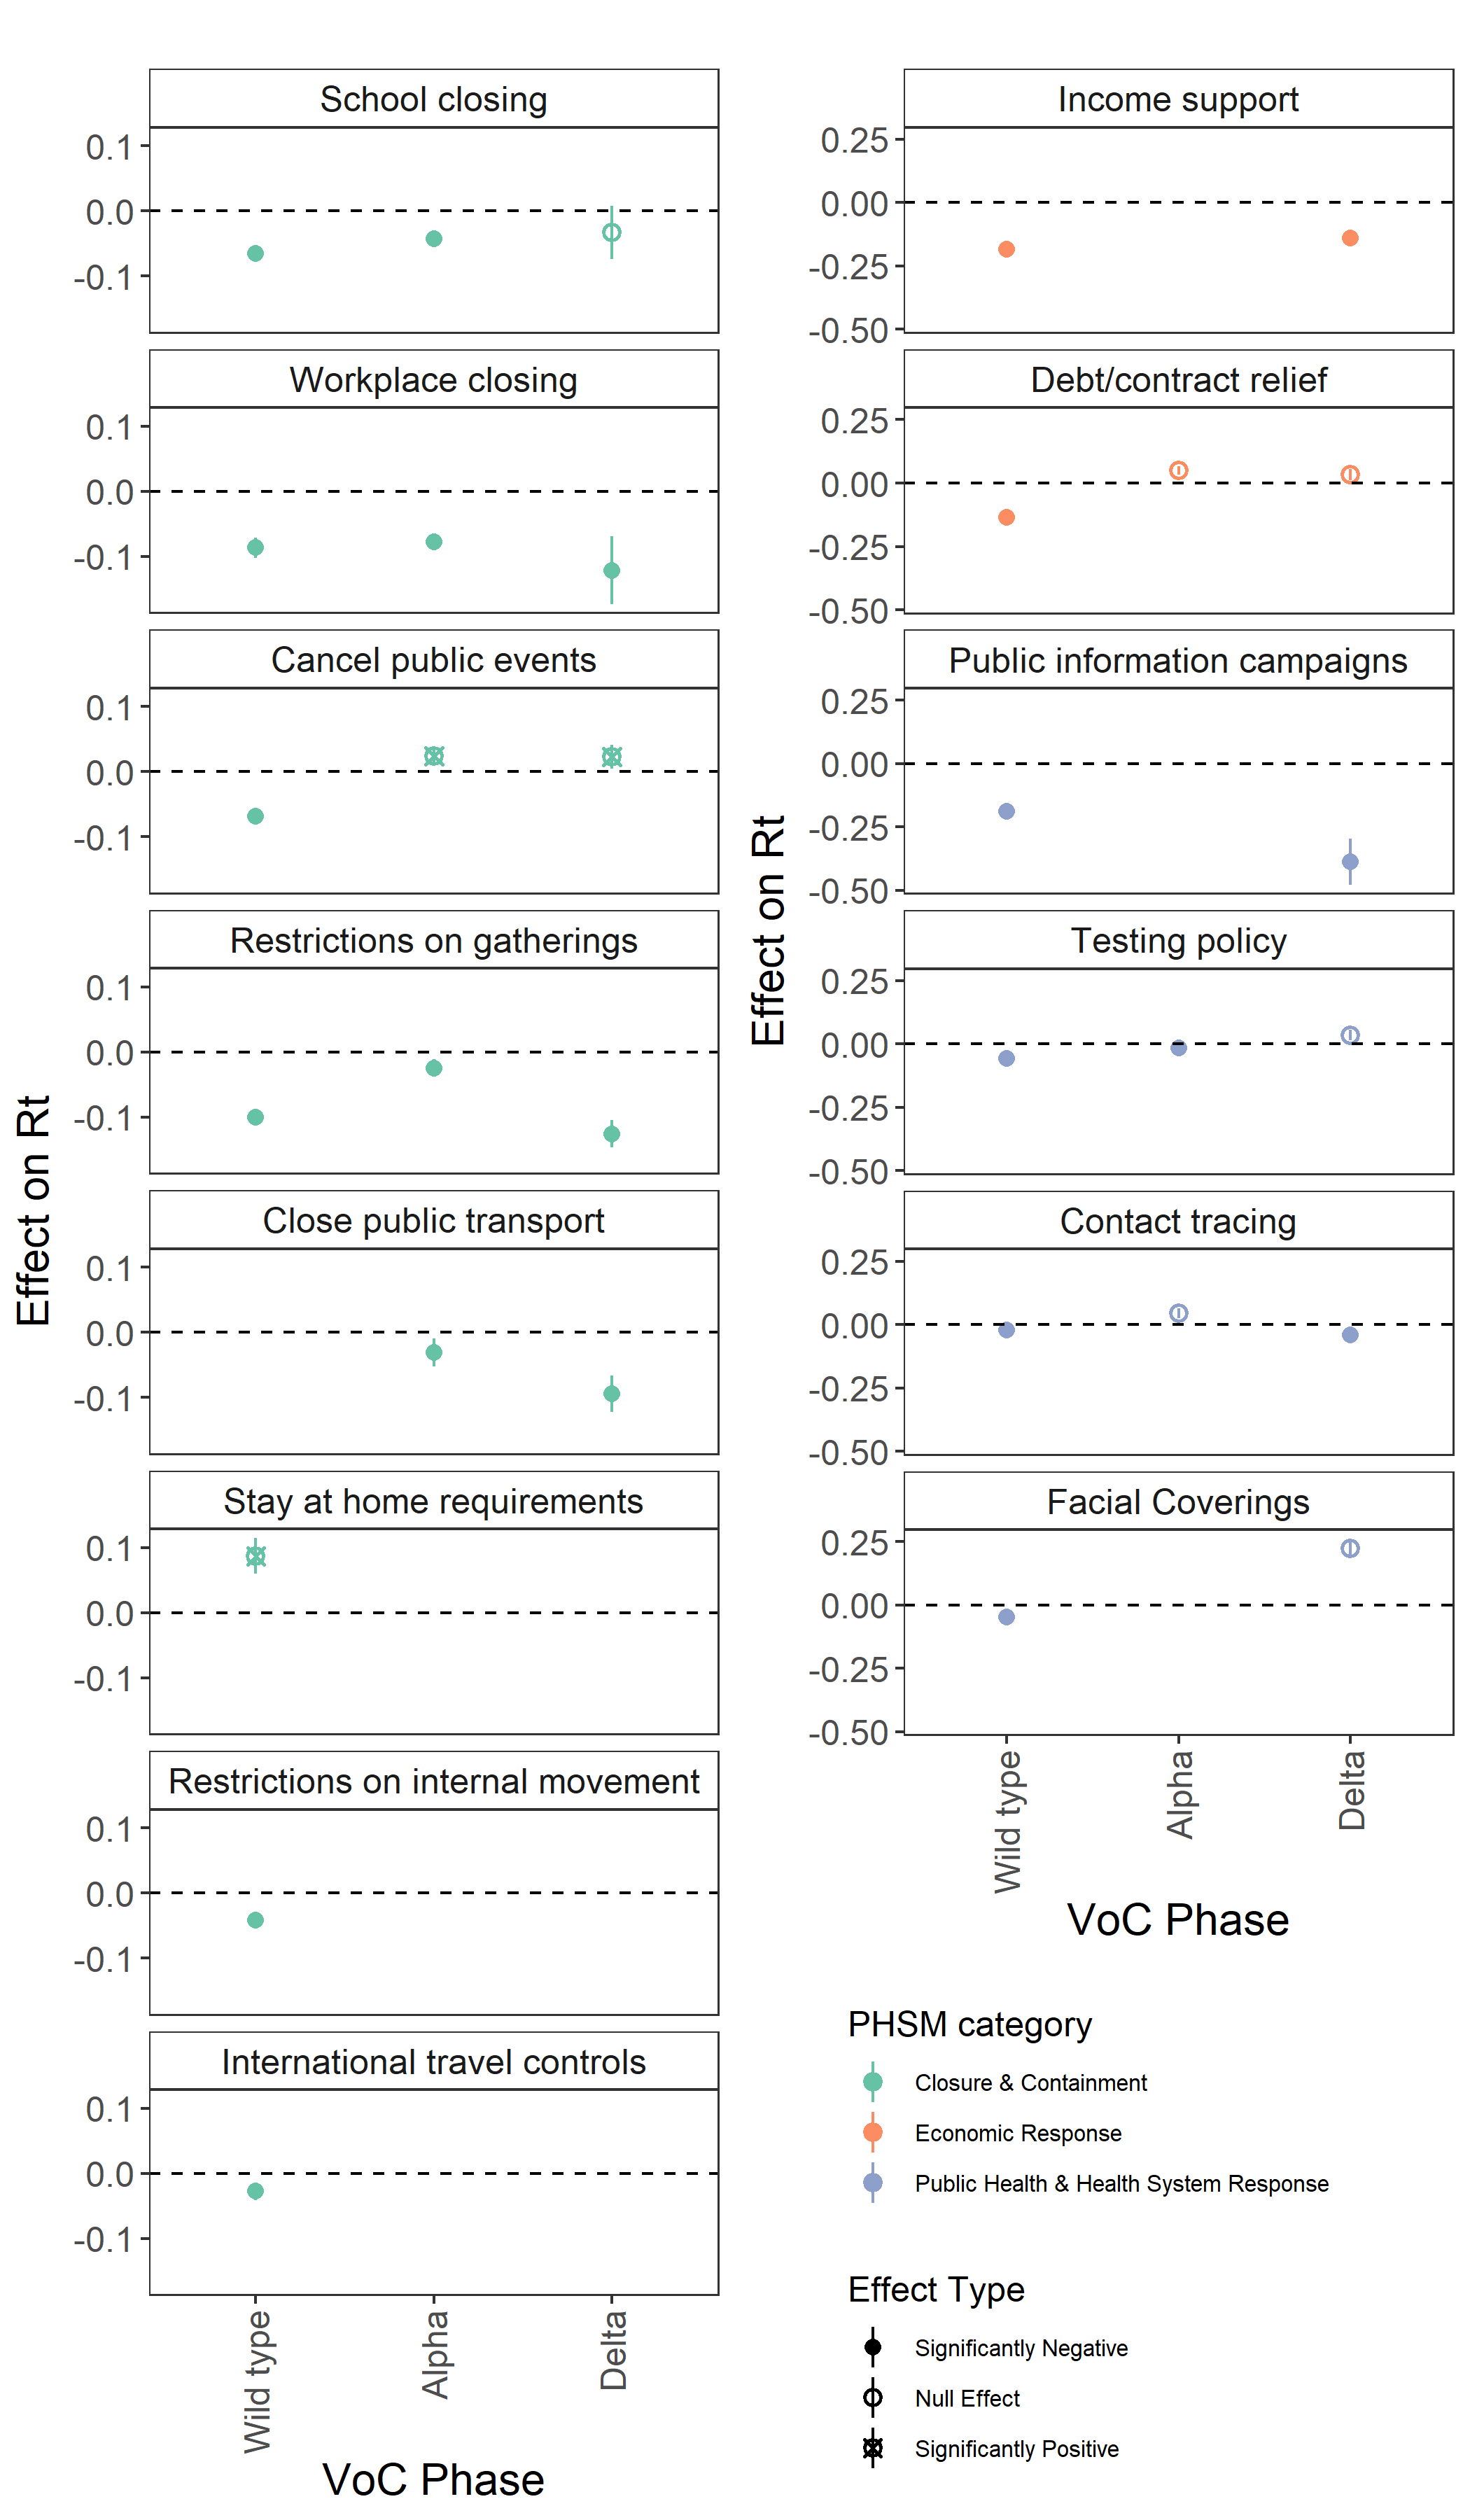 School closing
0.1
0.0
-0.1
Workplace closing
0.1
0.0
-0.1
Cancel public events
0.1
0.0
-0.1
Restrictions on gatherings
0.1
0.0
-0.1
Close public transport
0.1
0.0
-0.1
Stay at home requirements
0.1
0.0
-0.1
Restrictions on internal movement
0.1
0.0
-0.1
International travel controls
0.1
0.0
-0.1
Effect on Rt
Wild type
Alpha
Delta
VoC Phase
Income support
0.25
0.00
-0.25
-0.50
Debt/contract relief
0.25
0.00
-0.25
-0.50
Public information campaigns
0.25
0.00
-0.25
-0.50
Testing policy
0.25
0.00
-0.25
-0.50
Contact tracing
0.25
0.00
-0.25
-0.50
Facial Coverings
0.25
0.00
-0.25
-0.50
Effect on Rt
Wild type
Alpha
Delta
VoC Phase
PHSM category
Closure & Containment
Economic Response
Public Health & Health System Response
Effect Type
Significantly Negative
Null Effect
Significantly Positive